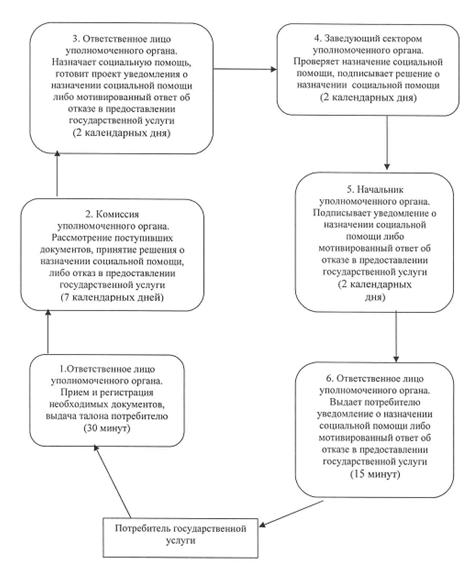 3. Ответственное лицо
уполномоченного органа.
Назначает социальную помощь,
готовит проект уведомления о
назначении социальной помощи
либо мотивированный ответ об
отказе в предоставлении
государственной услуги
(2 календарных дня)
4. Заведующий сектором
уполномоченного органа.
Проверяет назначение социальной
помощи, подписывает решение о
назначении социальной помощи
(2 календарных дня)
2. Комиссия
уполномоченного органа.
Рассмотрение поступивших
документов, принятие решения о
назначении социальной помощи,
либо отказ в предоставлении
государственной услуги
(7 календарных дней)
5. Начальник
уполномоченного органа.
Подписывает уведомление о
назначении социальной
помощи либо
мотивированный ответ об
отказе в предоставлении
государственной услуги
(2 календарных
дня)
1.Ответственное лицо
уполномоченного органа.
Прием и регистрация
необходимых документов,
выдача талона потребителю
(30 минут)
6. Ответственное лицо
уполномоченного органа.
Выдает потребителю
уведомление о назначении
социальной помощи либо
мотивированный ответ об
отказе в предоставлении
государственной услуги
(15 минут)
Потребитель государственной
услуги